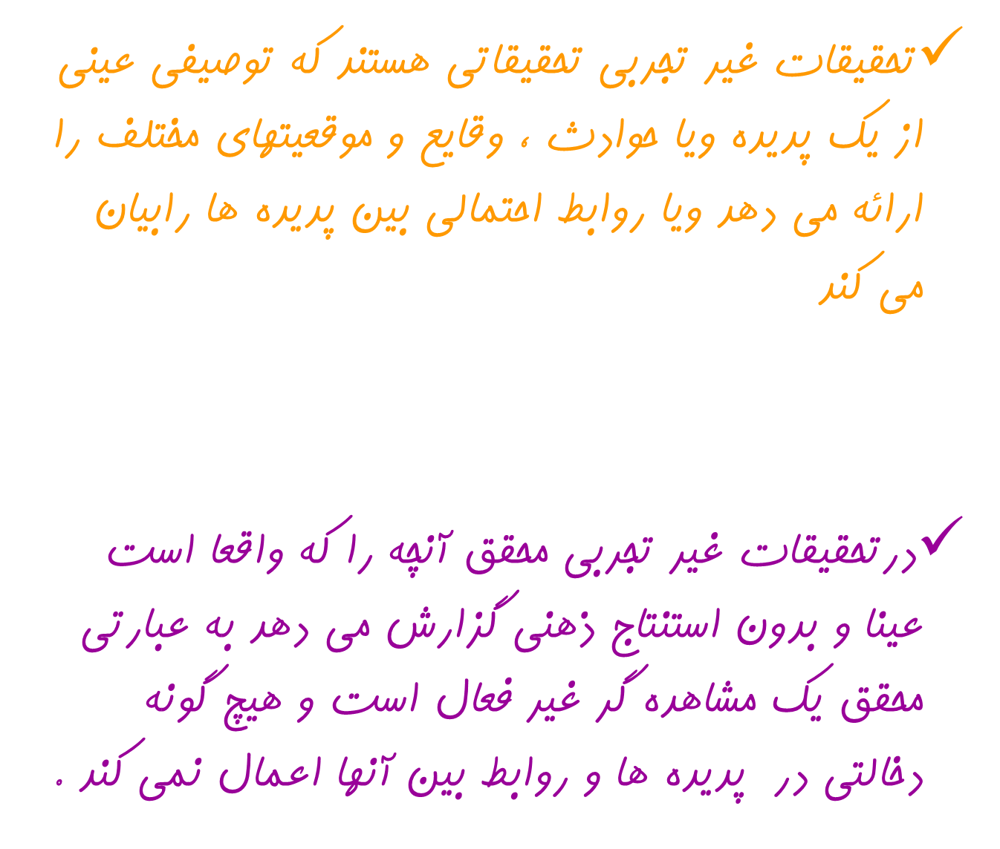 ✓تحقیقات غیر تجربی تحقیقاتی هستند که توصیفی عینی
از یک پدیده ویا حوادث ، وقایع و موقعیتهای مختلف را
ارائه می دهد ویا روابط احتمالی بین پدیده ها رابیان
می کند
✓درتحقیقات غیر تجربی محقق آنچه را که واقعا است
عینا و بدون استنتاج ذهنی گزارش می دهد به عبارتی
محقق یک مشاهده گر غیر فعال است و هیچ گونه
دخالتی در پدیده ها و روابط بین آنها اعمال نمی کند .